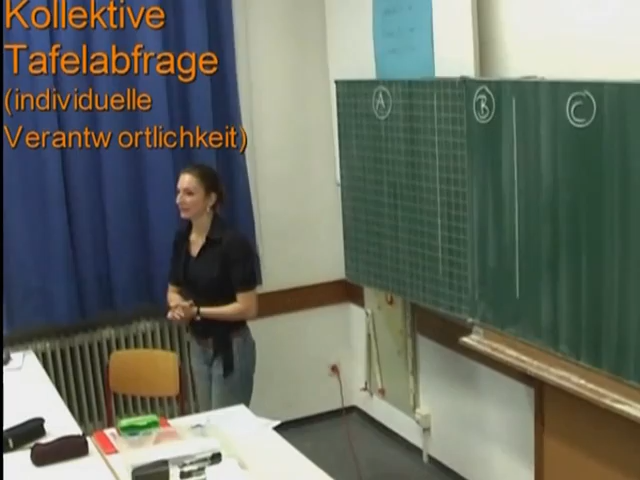 Kollektive
Tafelabfrage
(individuelle
Verantw ortlichkeit)
A
B
C